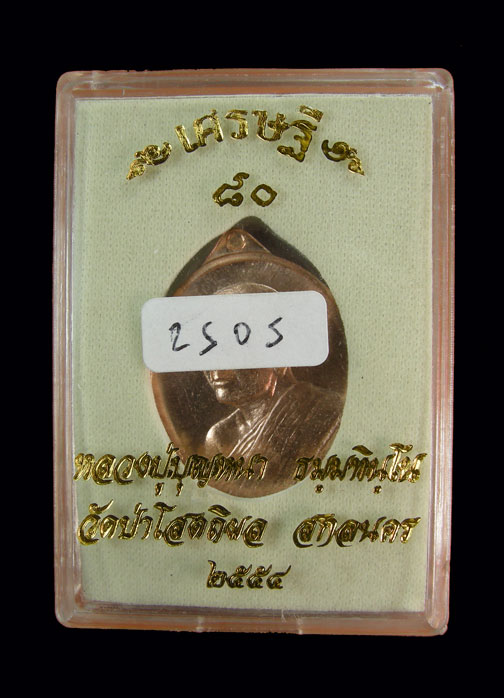 เศรษฐี
๘๐
2505
หลวงปู่บุญหนา ธมฺมทินฺโน
วัดป่าโสตถิผล สกลนคร
๒๕๕๔